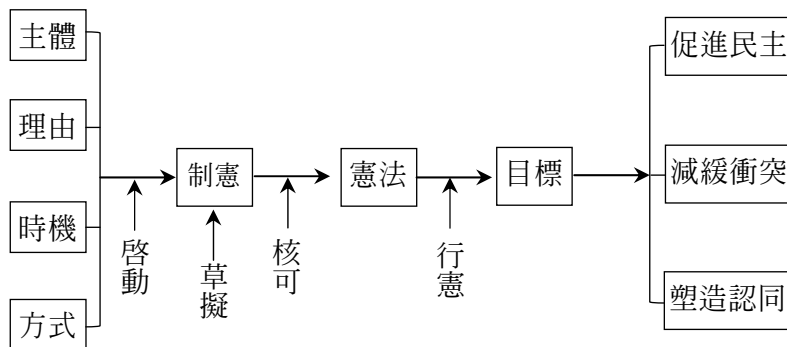 主體
理由
時機
方式
啓動
制憲
草擬
核可
憲法
行憲
目標
促進民主
減緩衝突
塑造認同